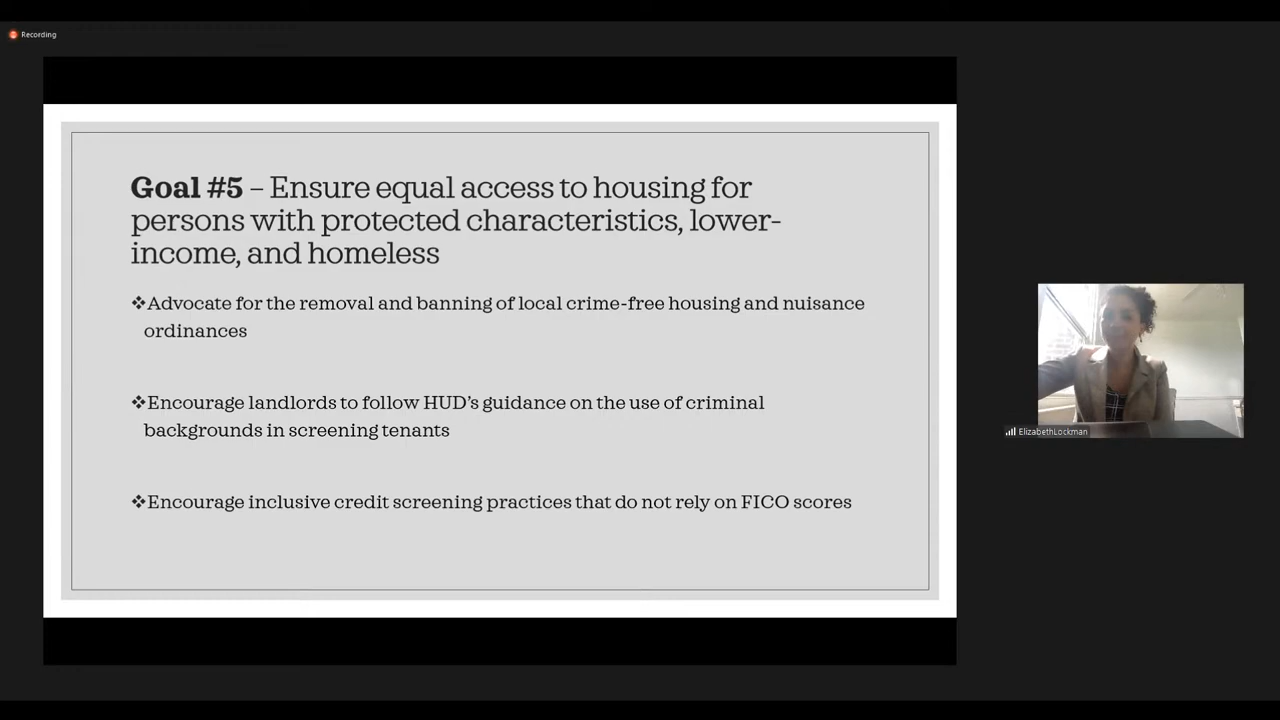 Recording
Goal #5 – Ensure equal access to housing for
persons with protected characteristics, lower-
income, and homeless
❖Advocate for the removal and banning of local crime-free housing and nuisance
ordinances
❖Encourage landlords to follow HUD’s guidance on the use of criminal
backgrounds in screening tenants
❖Encourage inclusive credit screening practices that do not rely on FICO scores
ElizabethLockman